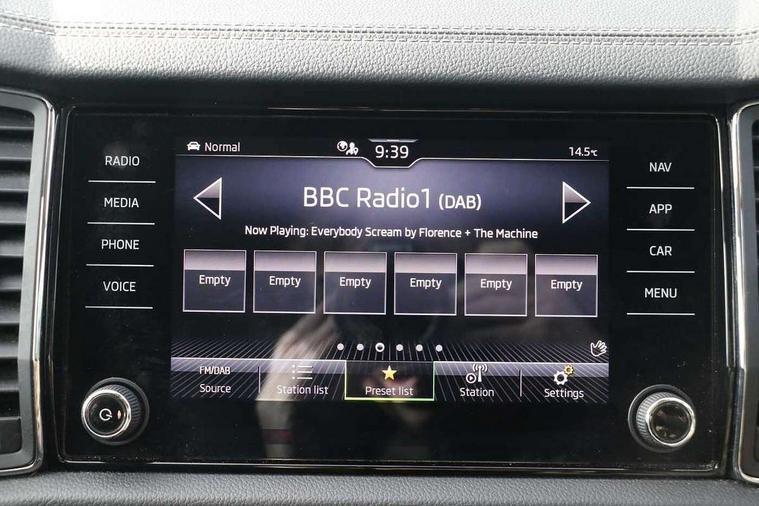 Normal
9:39
14.5°C
RADIO
MEDIA
PHONE
VOICE
NAV
APP
CAR
MENU
BBC Radio1 (DAB)
Now Playing: Everybody Scream by Florence + The Machine
Empty Empty Empty Empty Empty Empty
FM/DAB
Source
Station list
Preset list
Station
Settings